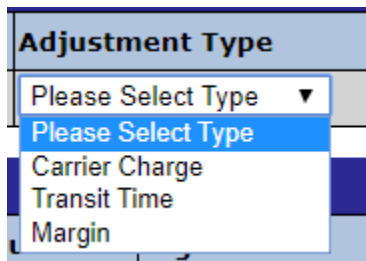 Adjustment Type
Please Select Type
Please Select Type
Carrier Charge
Transit Time
Margin